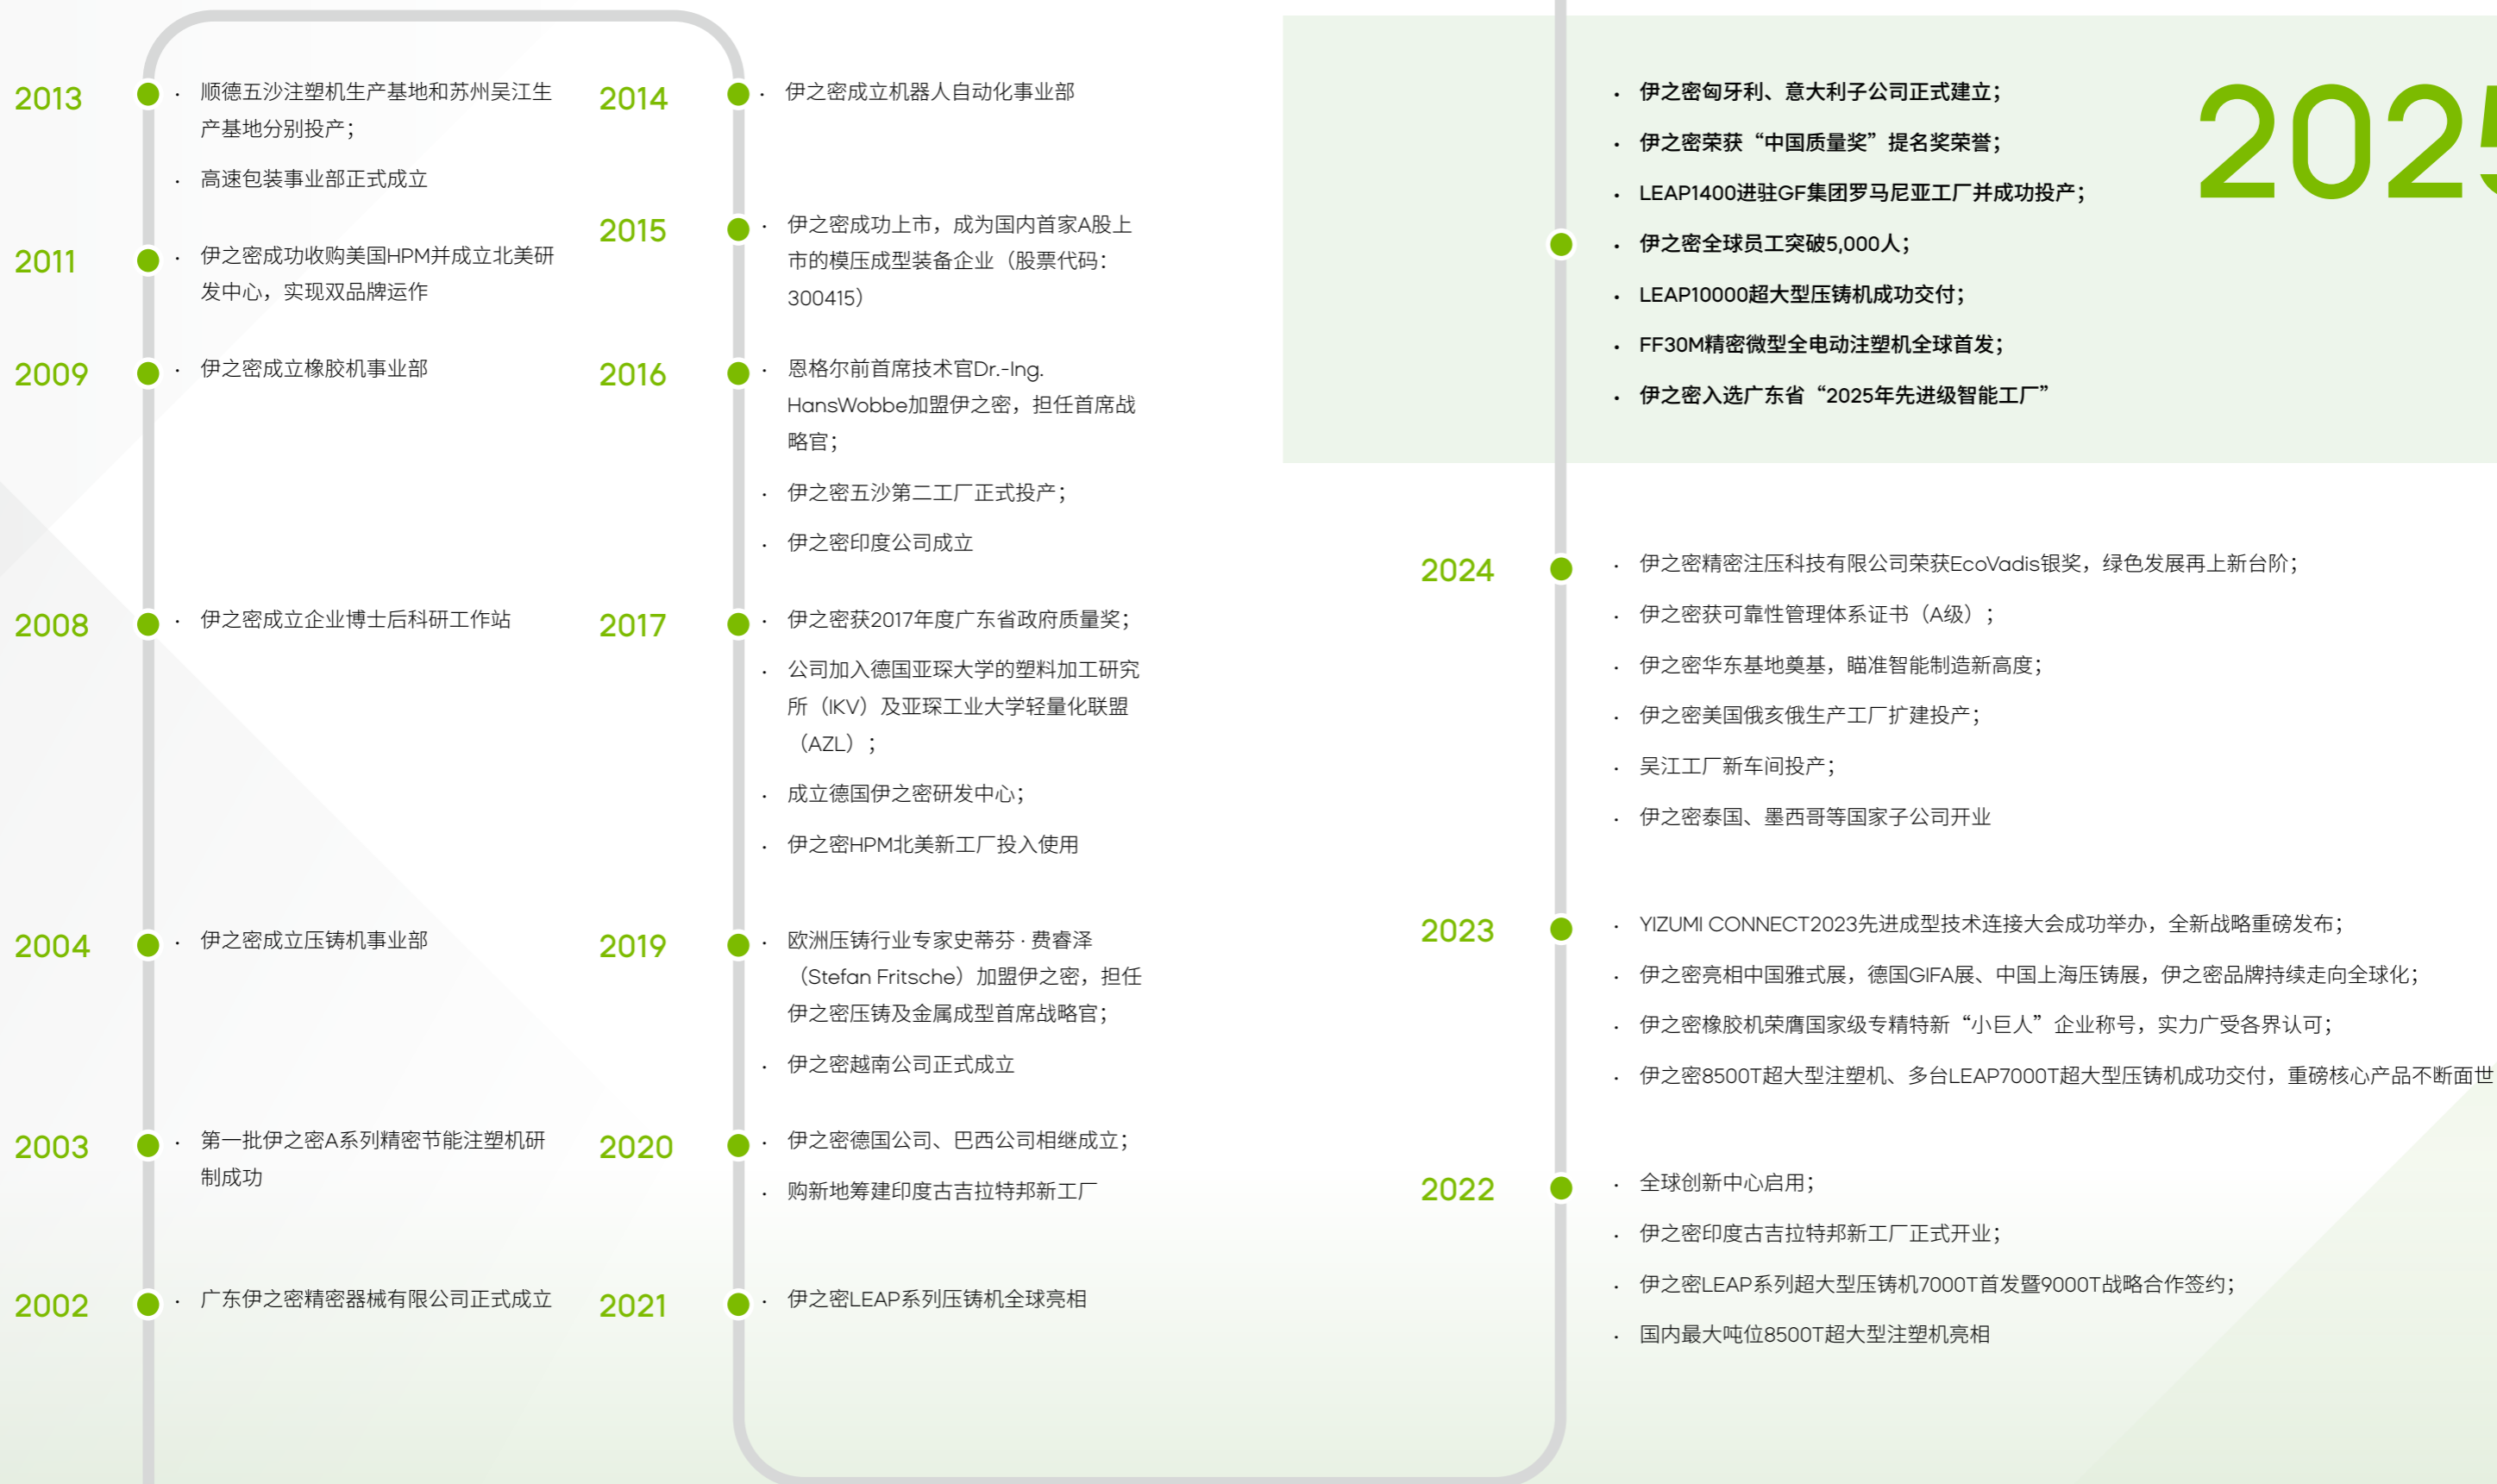 2013
· 顺德五沙注塑机生产基地和苏州吴江生
产基地分别投产；
· 高速包装事业部正式成立
2011
· 伊之密成功收购美国HPM并成立北美研
发中心，实现双品牌运作
2009
· 伊之密成立橡胶机事业部
2008
· 伊之密成立企业博士后科研工作站
2004
· 伊之密成立压铸机事业部
2003
· 第一批伊之密A系列精密节能注塑机研
制成功
2002
· 广东伊之密精密器械有限公司正式成立
2014
· 伊之密成立机器人自动化事业部
2015
· 伊之密成功上市，成为国内首家A股上
市的模压成型装备企业（股票代码：
300415）
2016
· 恩格尔前首席技术官Dr.-Ing.
HansWobbe加盟伊之密，担任首席战
略官；
· 伊之密五沙第二工厂正式投产；
· 伊之密印度公司成立
2017
· 伊之密获2017年度广东省政府质量奖；
· 公司加入德国亚琛大学的塑料加工研究
所（IKV）及亚琛工业大学轻量化联盟
（AZL）；
· 成立德国伊之密研发中心；
· 伊之密HPM北美新工厂投入使用
2019
· 欧洲压铸行业专家史蒂芬·费睿泽
（Stefan Fritsche）加盟伊之密，担任
伊之密压铸及金属成型首席战略官；
· 伊之密越南公司正式成立
2020
· 伊之密德国公司、巴西公司相继成立；
· 购新地筹建印度古吉拉特邦新工厂
2021
· 伊之密LEAP系列压铸机全球亮相
2025
· 伊之密匈牙利、意大利子公司正式建立；
· 伊之密荣获“中国质量奖”提名奖荣誉；
· LEAP1400进驻GF集团罗马尼亚工厂并成功投产；
· 伊之密全球员工突破5,000人；
· LEAP10000超大型压铸机成功交付；
· FF30M精密微型全电动注塑机全球首发；
· 伊之密入选广东省“2025年先进级智能工厂”
2024
· 伊之密精密注压科技有限公司荣获EcoVadis银奖，绿色发展再上新台阶；
· 伊之密获可靠性管理体系证书（A级）；
· 伊之密华东基地奠基，瞄准智能制造新高度；
· 伊之密美国俄亥俄生产工厂扩建投产；
· 吴江工厂新车间投产；
· 伊之密泰国、墨西哥等国家子公司开业
2023
· YIZUMI CONNECT2023先进成型技术连接大会成功举办，全新战略重磅发布；
· 伊之密亮相中国雅式展，德国GIFA展、中国上海压铸展，伊之密品牌持续走向全球化；
· 伊之密橡胶机荣膺国家级专精特新“小巨人”企业称号，实力广受各界认可；
· 伊之密8500T超大型注塑机、多台LEAP7000T超大型压铸机成功交付，重磅核心产品不断面世
2022
· 全球创新中心启用；
· 伊之密印度古吉拉特邦新工厂正式开业；
· 伊之密LEAP系列超大型压铸机7000T首发暨9000T战略合作签约；
· 国内最大吨位8500T超大型注塑机亮相